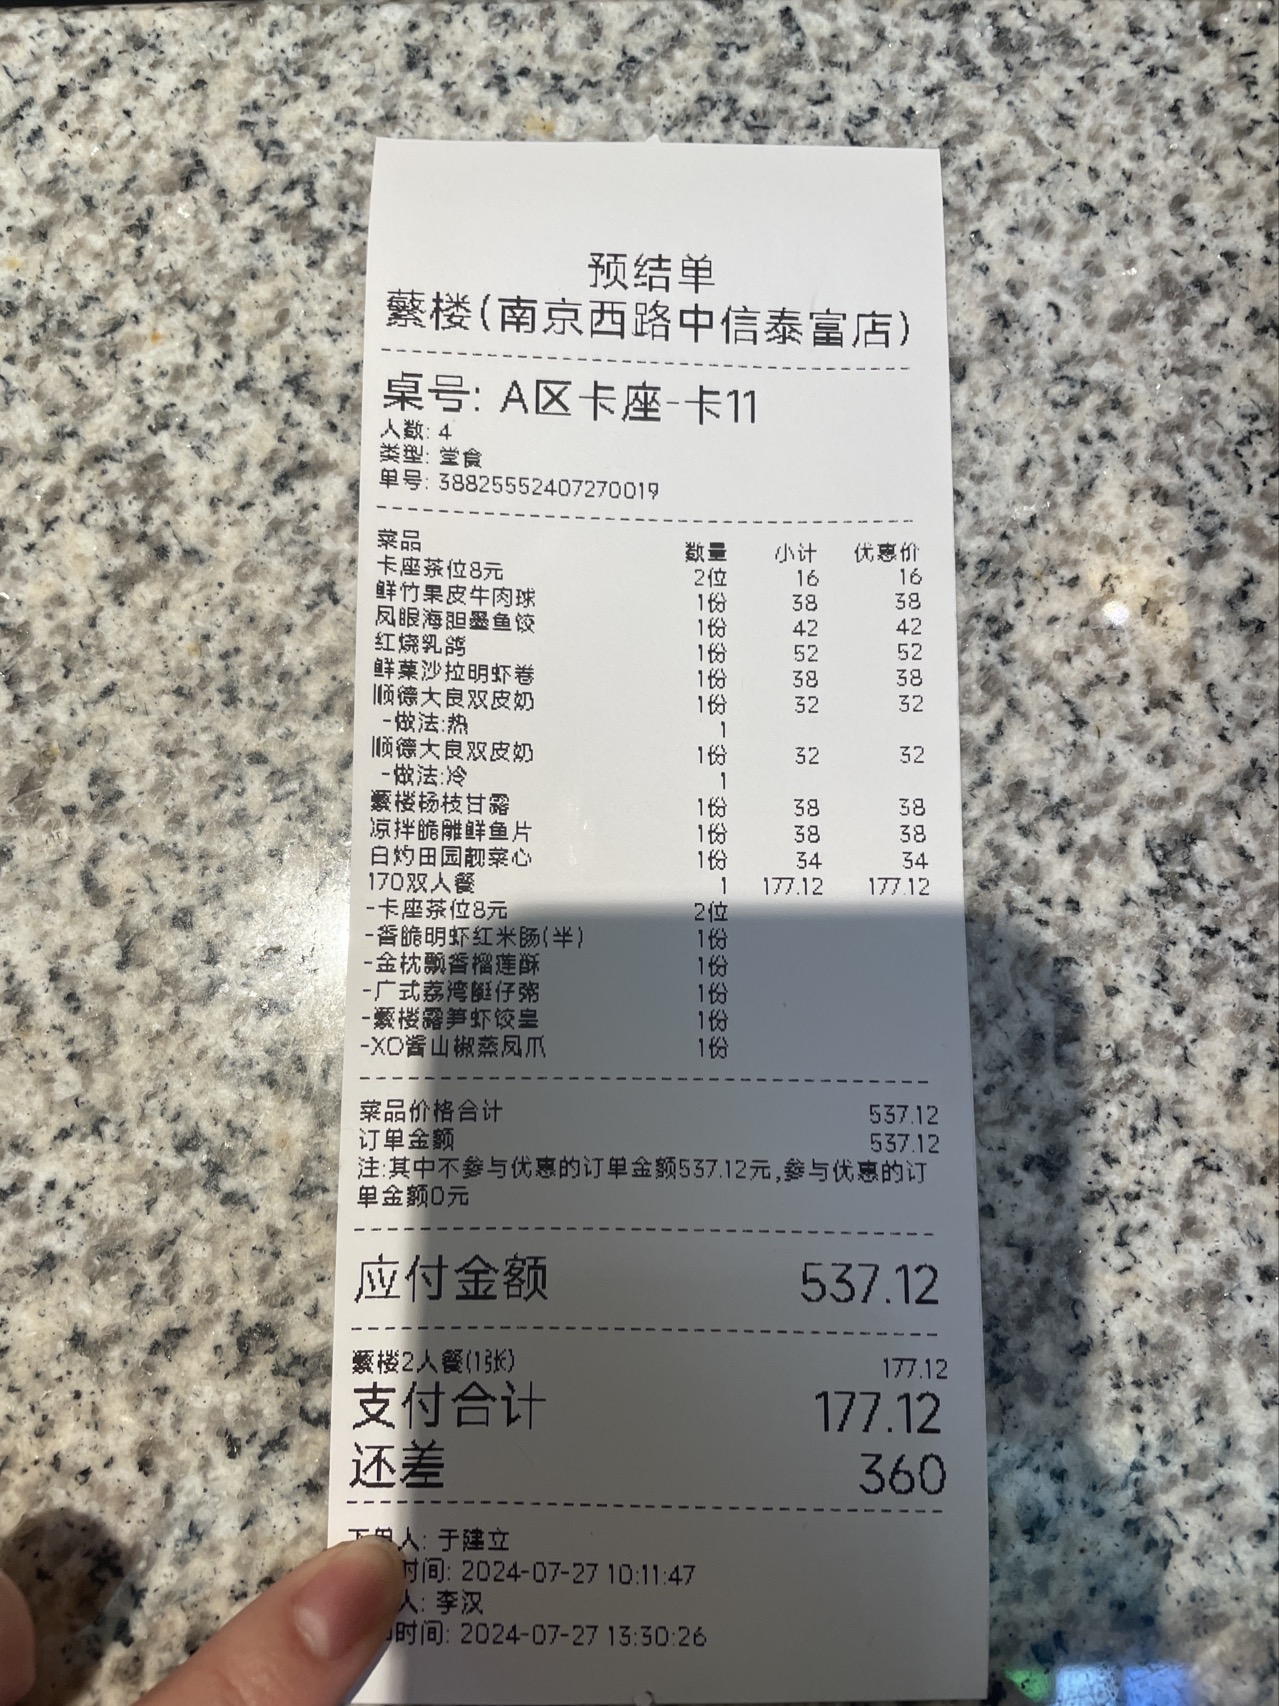 预结单
蘩楼(南京西路中信泰富店)
桌号: A区卡座-卡11
人数: 4
类型: 堂食
单号: 38825552407270019
菜品 数量 小计 优惠价
卡座茶位8元 2位 16 16
鲜竹果皮牛肉球 1份 38 38
凤眼海胆墨鱼饺 1份 42 42
红烧乳鸽 1份 52 52
鲜菓沙拉明虾卷 1份 38 38
顺德大良双皮奶 1份 32 32
-做法:热 1
顺德大良双皮奶 1份 32 32
-做法:冷 1
蘩楼杨枝甘露 1份 38 38
凉拌脆雕鲜鱼片 1份 38 38
白灼田园靓菜心 1份 34 34
170双人餐 1 177.12 177.12
-卡座茶位8元 2位
-香脆明虾红米肠(半) 1份
-金枕飘香榴莲酥 1份
-广式荔湾艇仔粥 1份
-蘩楼露笋虾饺皇 1份
-XO酱山椒蒸凤爪 1份
菜品价格合计 537.12
订单金额 537.12
注:其中不参与优惠的订单金额537.12元,参与优惠的订
单金额0元
应付金额 537.12
蘩楼2人餐(1张) 177.12
支付合计 177.12
还差 360
下单人: 于建立
时间: 2024-07-27 10:11:47
人: 李汉
时间: 2024-07-27 13:30:26